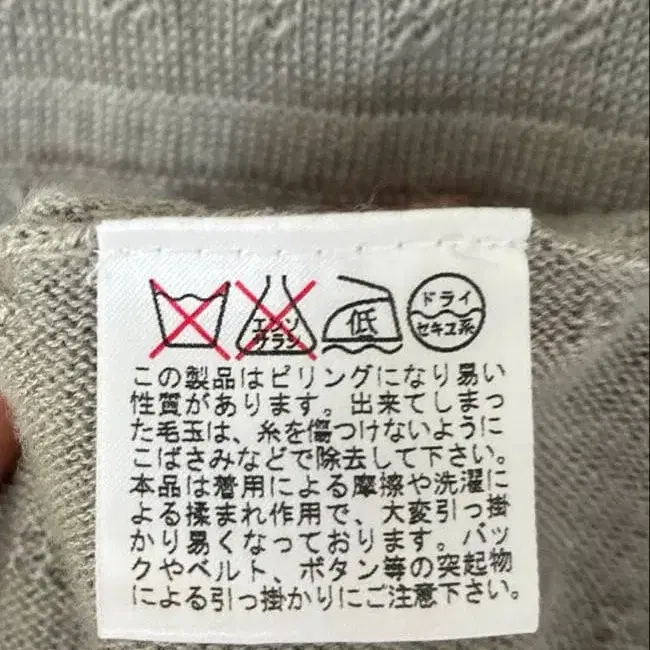 エンソ
サラシ
低
ドライ
セキユ系
この製品はピリングになり易い
性質があります。出来てしまっ
た毛玉は、糸を傷つけないように
こばさみなどで除去して下さい。
本品は着用による摩擦や洗濯に
よる揉まれ作用で、大変引っ掛
かり易くなっております。バッ
クやベルト、ボタン等の突起物
による引っ掛かりにご注意下さい。